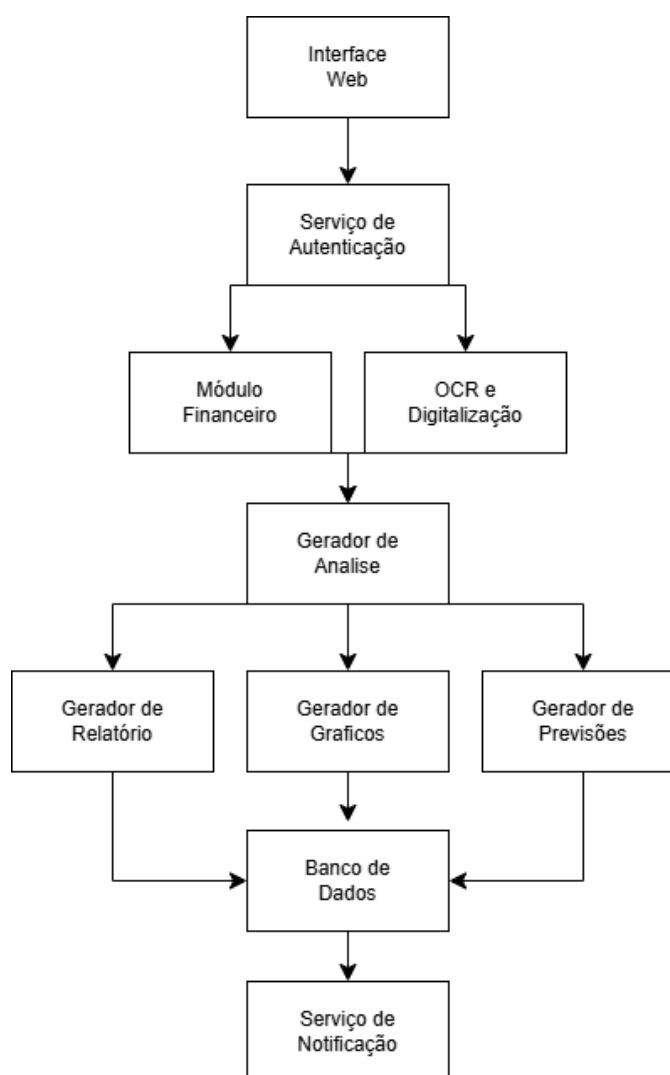 Interface
Web
Serviço de
Autenticação
Módulo
Financeiro
OCR e
Digitalização
Gerador de
Analise
Gerador de
Relatório
Gerador de
Graficos
Gerador de
Previsões
Banco de
Dados
Serviço de
Notificação